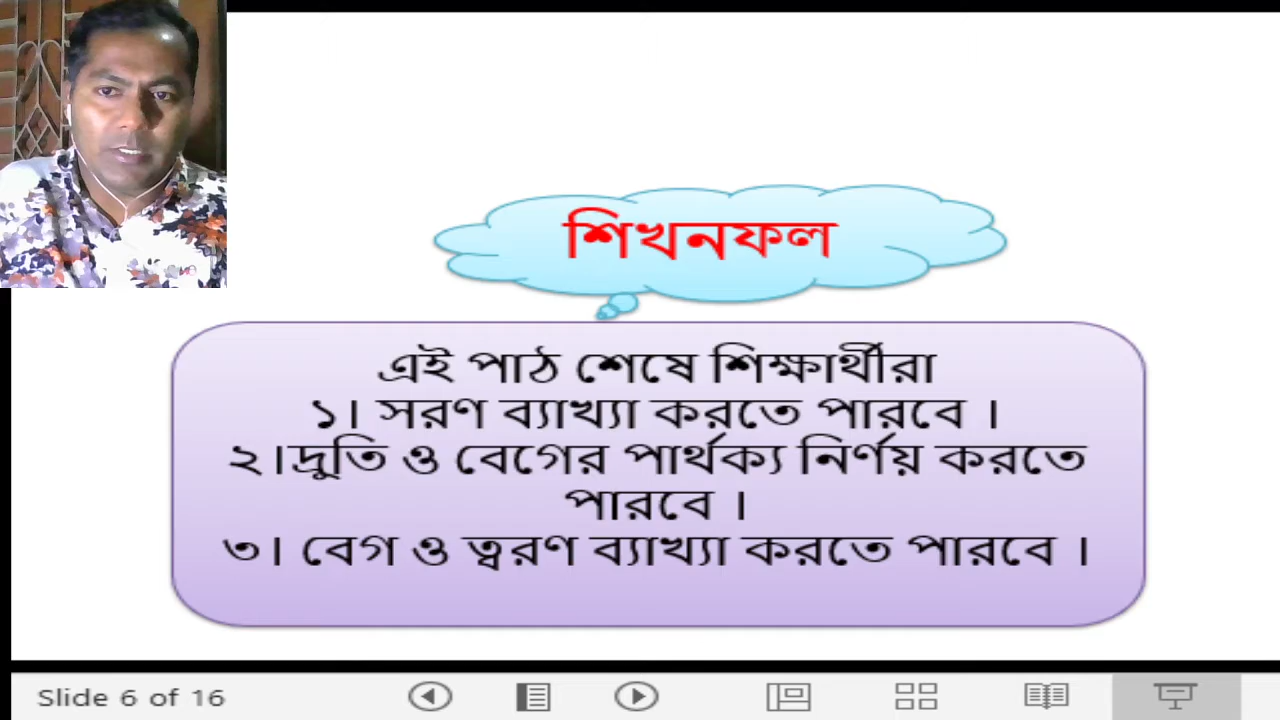 শিখনফল
এই পাঠ শেষে শিক্ষার্থীরা
১। সরণ ব্যাখ্যা করতে পারবে ।
২।দ্রুতি ও বেগের পার্থক্য নির্ণয় করতে
পারবে ।
৩। বেগ ও ত্বরণ ব্যাখ্যা করতে পারবে ।
Slide 6 of 16